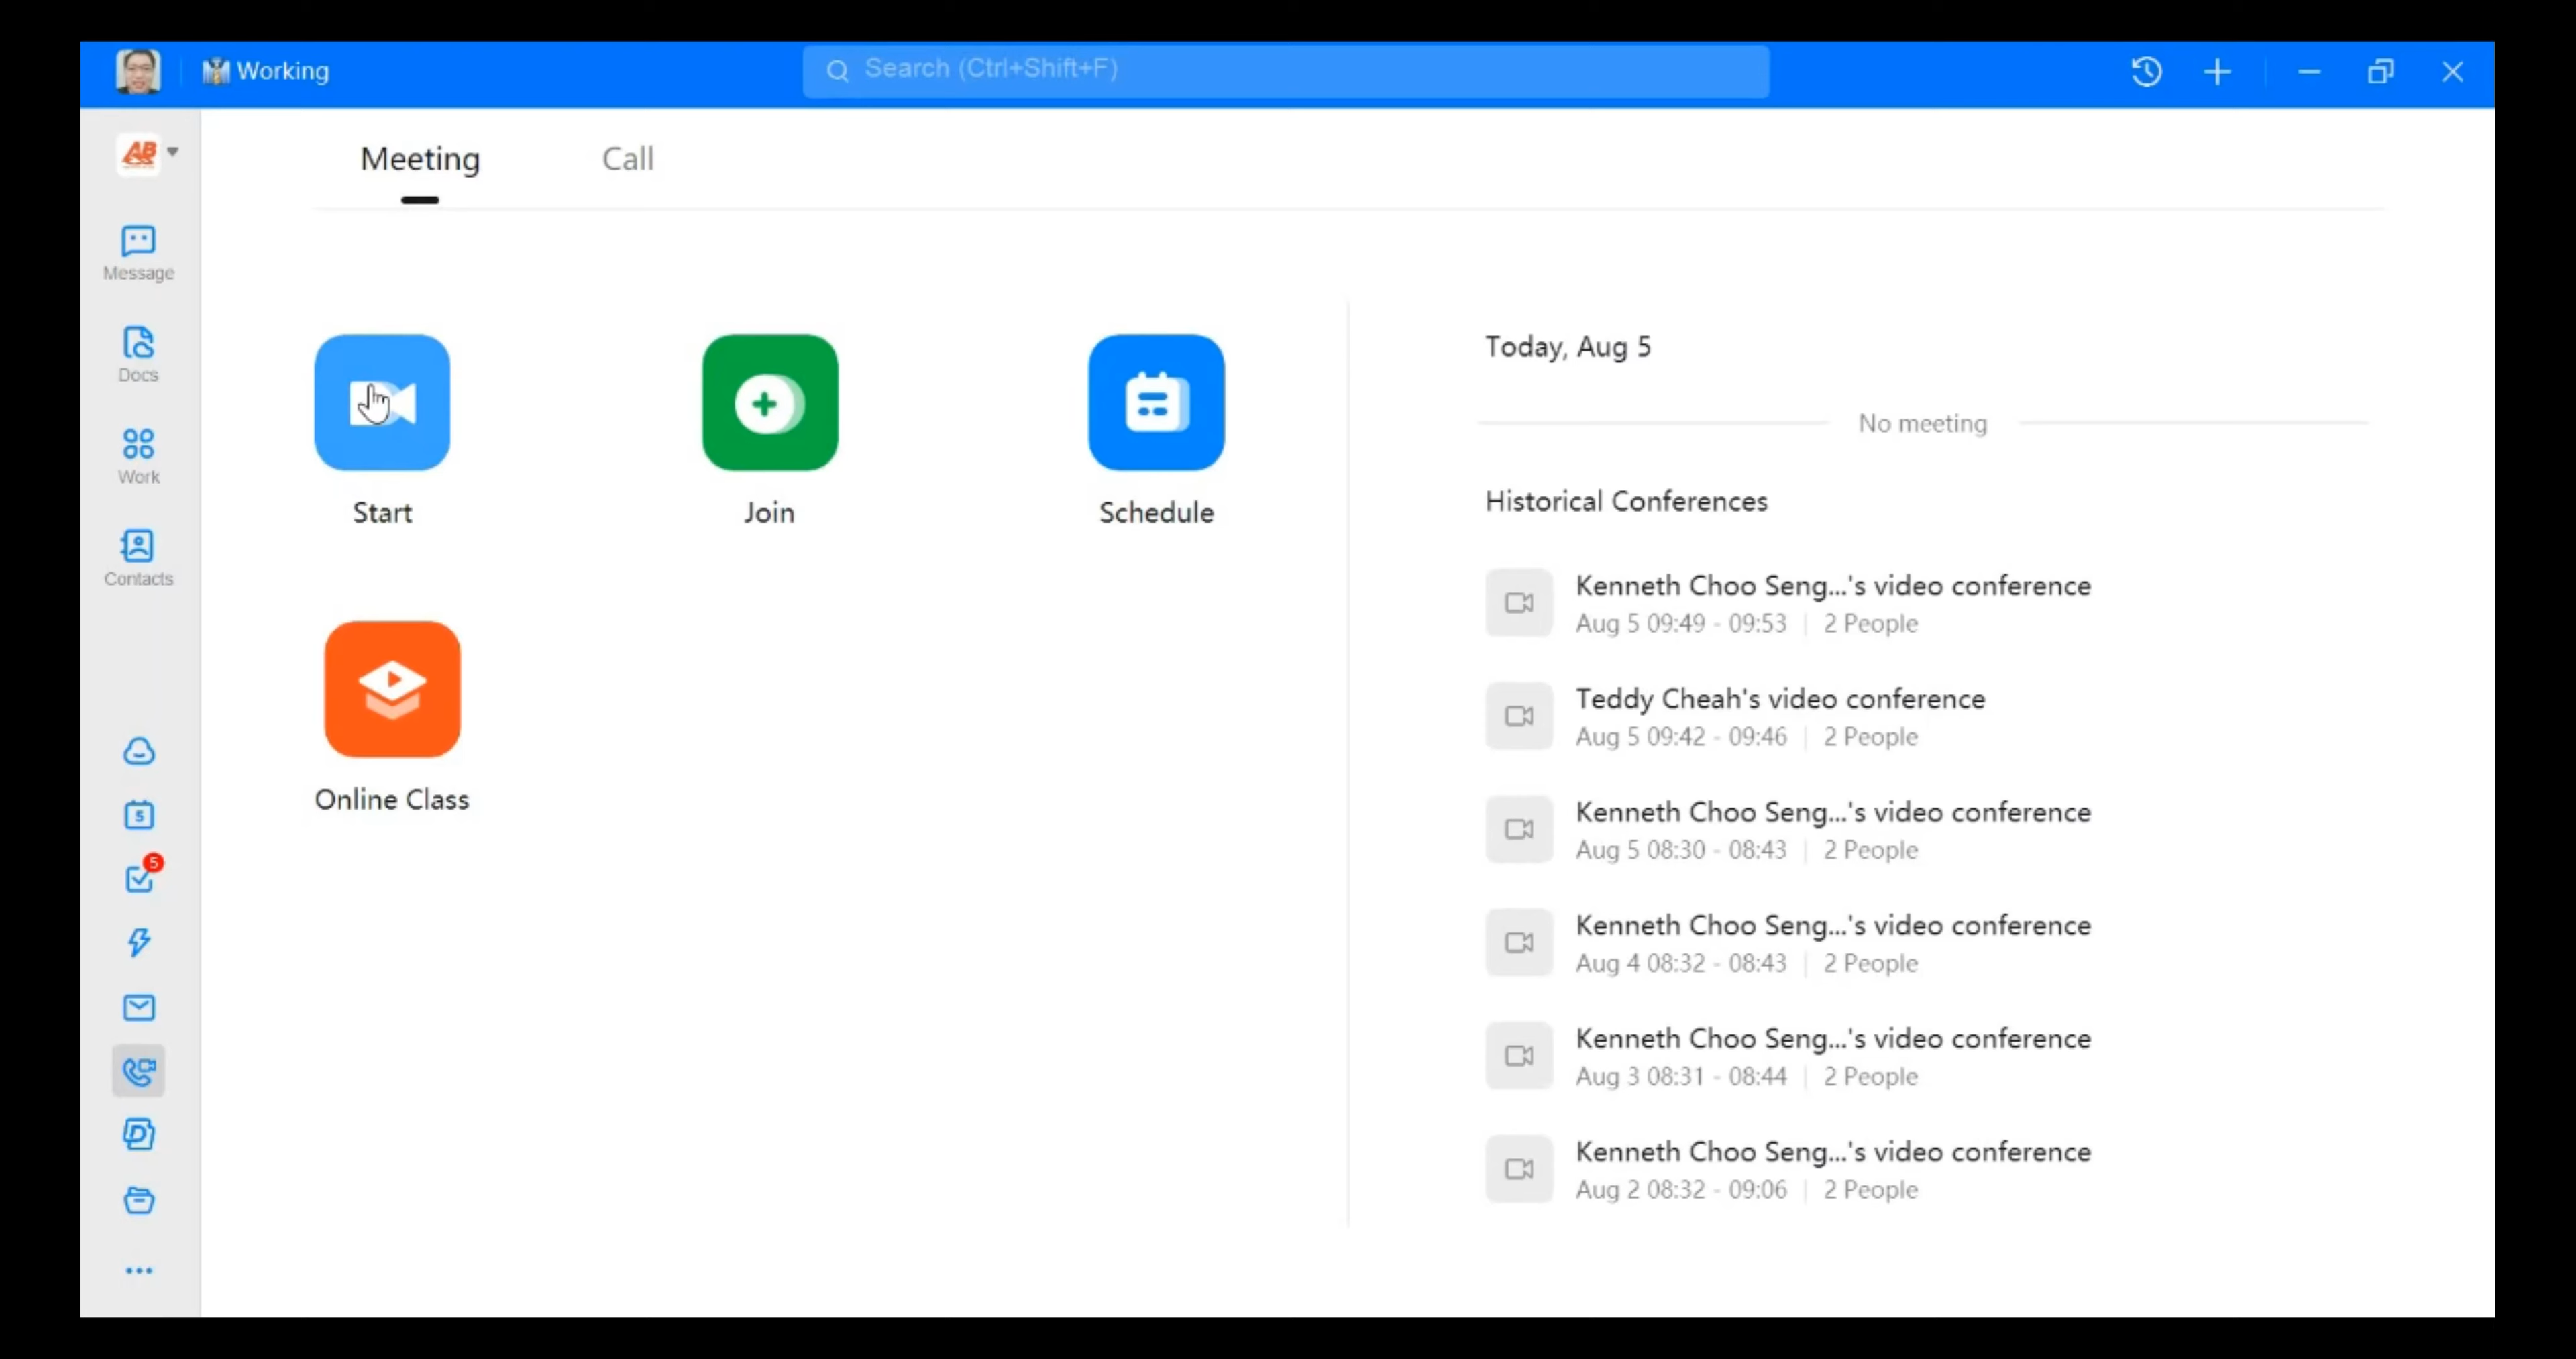 Working
Search (Ctrl+Shift+F)
AB
Message
Docs
Work
Contacts
5
5
Meeting
Call
Start
Join
Schedule
Online Class
Today, Aug 5
No meeting
Historical Conferences
Kenneth Choo Seng...'s video conference
Aug 5 09:49 - 09:53 | 2 People
Teddy Cheah's video conference
Aug 5 09:42 - 09:46 | 2 People
Kenneth Choo Seng...'s video conference
Aug 5 08:30 - 08:43 | 2 People
Kenneth Choo Seng...'s video conference
Aug 4 08:32 - 08:43 | 2 People
Kenneth Choo Seng...'s video conference
Aug 3 08:31 - 08:44 | 2 People
Kenneth Choo Seng...'s video conference
Aug 2 08:32 - 09:06 | 2 People